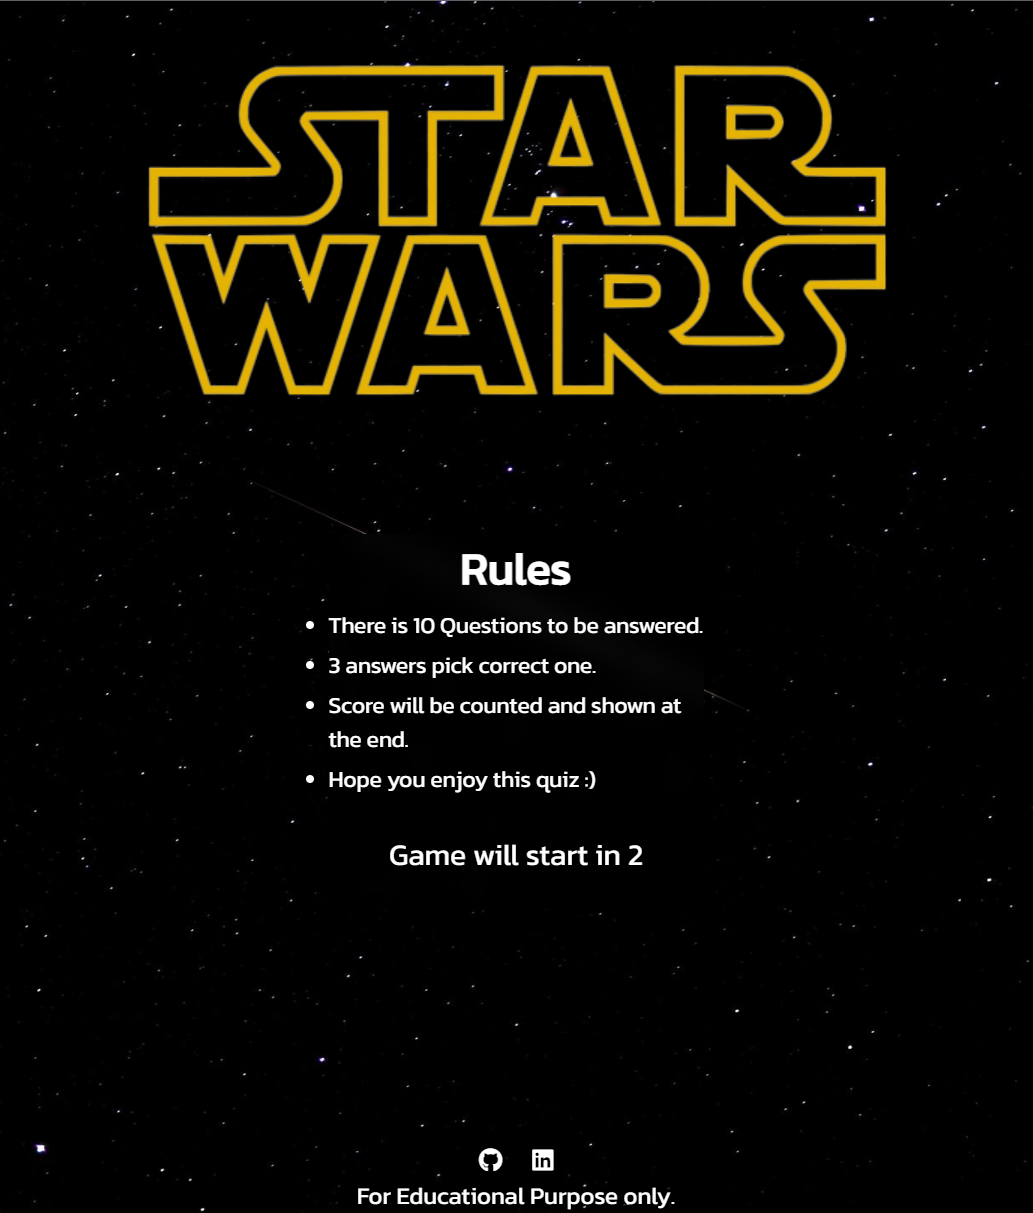 STAR
WARS
Rules
There is 10 Questions to be answered.
3 answers pick correct one.
Score will be counted and shown at
the end.
Hope you enjoy this quiz :)
Game will start in 2
in
For Educational Purpose only.